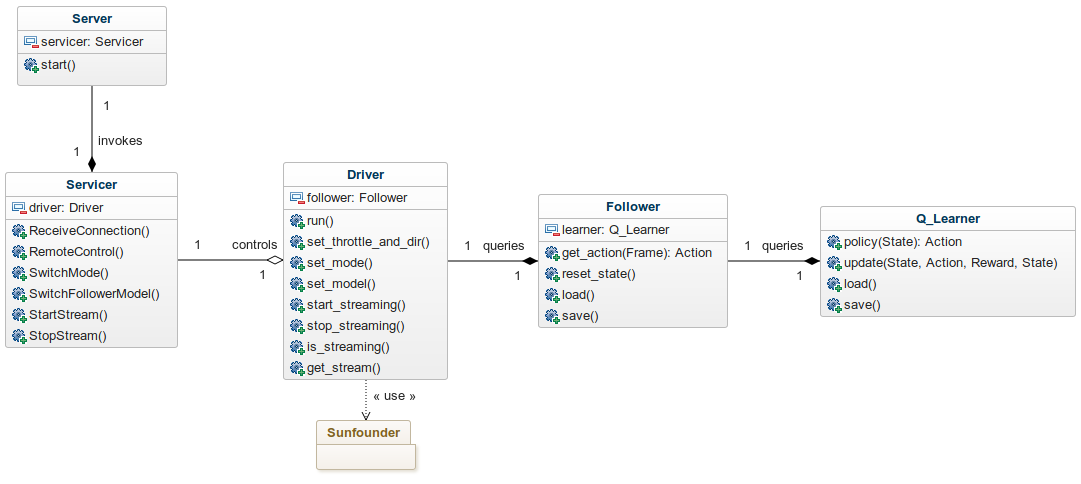 Server
servicer: Servicer
start()
1
invokes
1
Servicer
driver: Driver
ReceiveConnection()
RemoteControl()
SwitchMode()
SwitchFollowerModel()
StartStream()
StopStream()
1
controls
1
Driver
follower: Follower
run()
set_throttle_and_dir()
set_mode()
set_model()
start_streaming()
stop_streaming()
is_streaming()
get_stream()
« use »
Sunfounder
1
queries
1
Follower
learner: Q_Learner
get_action(Frame): Action
reset_state()
load()
save()
1
queries
1
Q_Learner
policy(State): Action
update(State, Action, Reward, State)
load()
save()